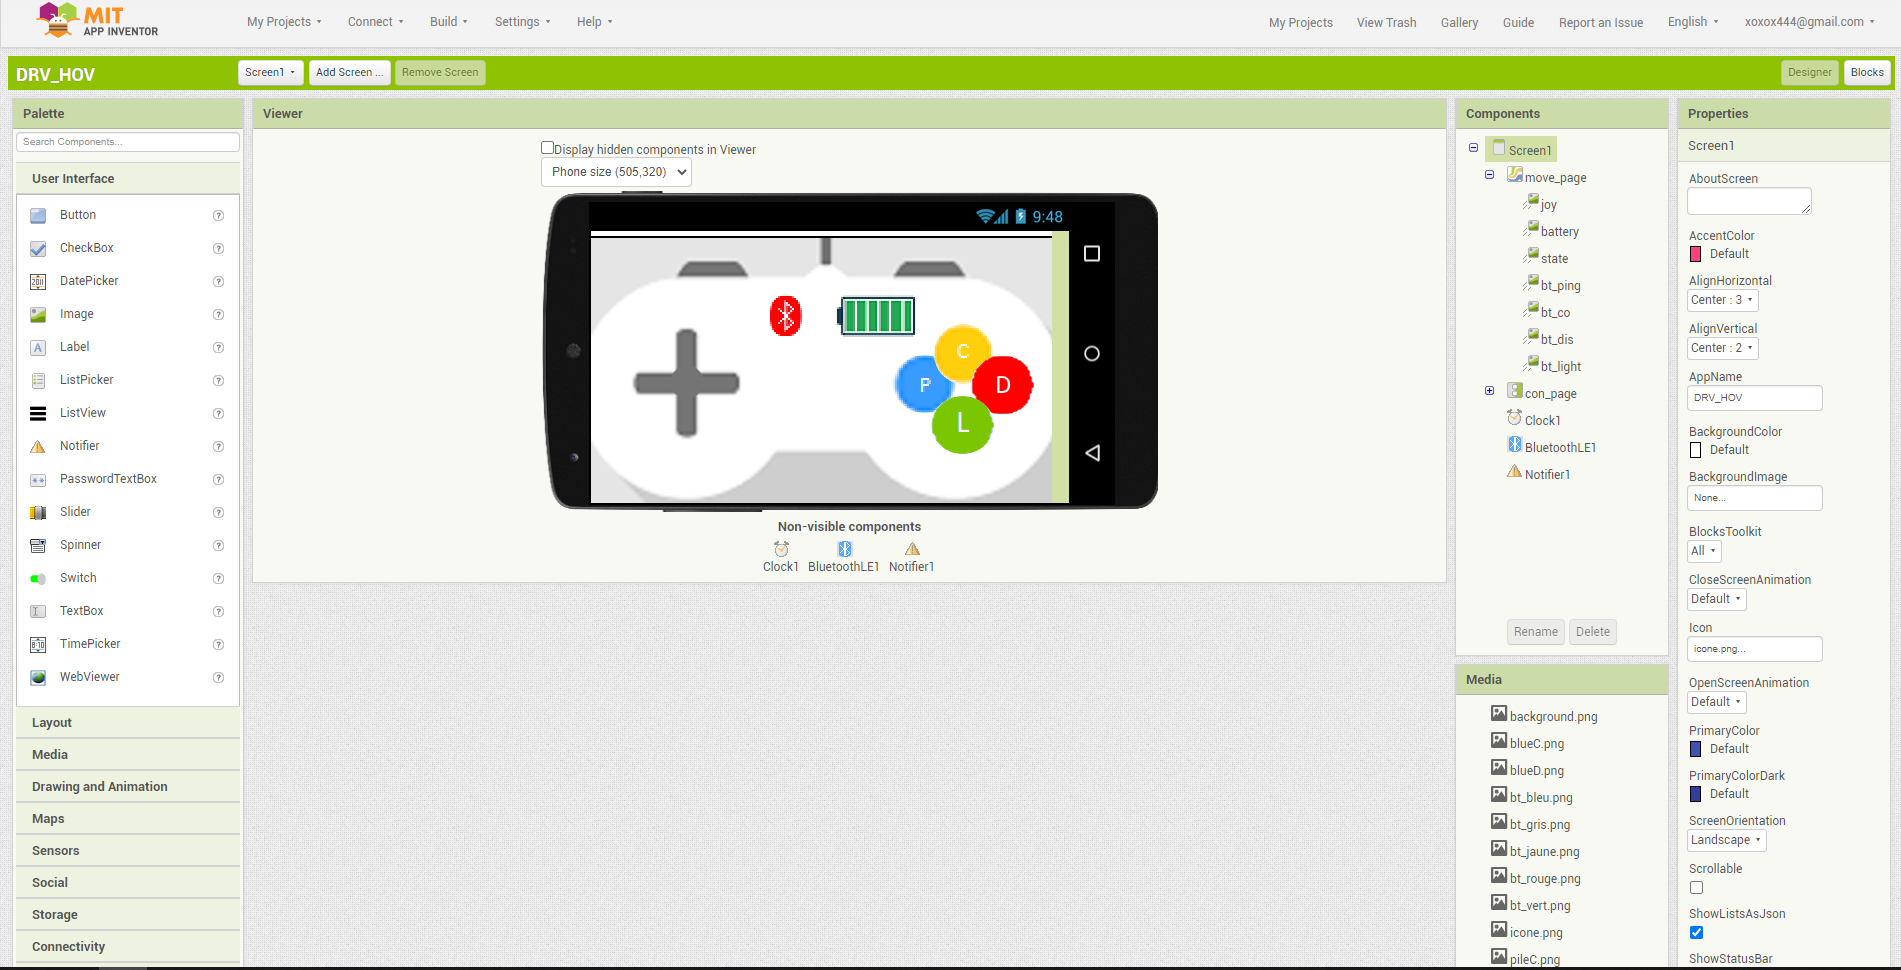 MIT
APP INVENTOR
My Projects
Connect
Build
Settings
Help
My Projects
View Trash
Gallery
Guide
Report an Issue
English
xoxox444@gmail.com
DRV_HOV
Screen1
Add Screen ...
Remove Screen
Designer
Blocks
Palette
Search Components...
User Interface
Button
?
CheckBox
?
DatePicker
?
Image
?
Label
?
ListPicker
?
ListView
?
Notifier
?
PasswordTextBox
?
Slider
?
Spinner
?
Switch
?
TextBox
?
TimePicker
?
WebViewer
?
Layout
Media
Drawing and Animation
Maps
Sensors
Social
Storage
Connectivity
Viewer
Display hidden components in Viewer
Phone size (505,320)
9:48
C
P
D
L
Non-visible components
Clock1
BluetoothLE1
Notifier1
Components
Screen1
move_page
joy
battery
state
bt_ping
bt_co
bt_dis
bt_light
con_page
Clock1
BluetoothLE1
Notifier1
Rename
Delete
Media
background.png
blueC.png
blueD.png
bt_bleu.png
bt_gris.png
bt_jaune.png
bt_rouge.png
bt_vert.png
icone.png
pileC.png
Properties
Screen1
AboutScreen
AccentColor
Default
AlignHorizontal
Center : 3
AlignVertical
Center : 2
AppName
DRV_HOV
BackgroundColor
Default
BackgroundImage
None...
BlocksToolkit
All
CloseScreenAnimation
Default
Icon
icone.png...
OpenScreenAnimation
Default
PrimaryColor
Default
PrimaryColorDark
Default
ScreenOrientation
Landscape
Scrollable
ShowListsAsJson
ShowStatusBar